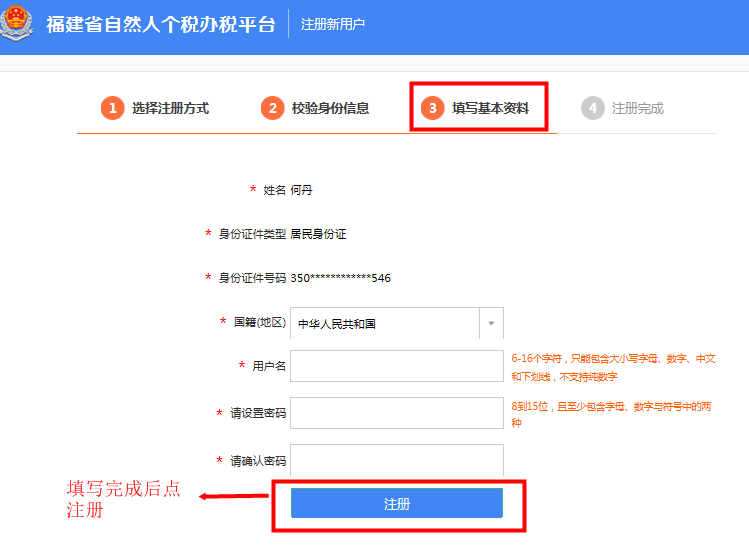 福建省自然人个税办税平台 注册新用户
1 选择注册方式 2 校验身份信息 3 填写基本资料 4 注册完成
* 姓名 何丹
* 身份证件类型 居民身份证
* 身份证件号码 350************546
* 国籍(地区) 中华人民共和国
* 用户名
6-16个字符，只能包含大小写字母、数字、中文
和下划线，不支持纯数字
* 请设置密码
8到15位，且至少包含字母、数字与符号中的两
种
* 请确认密码
填写完成后点
注册
注册